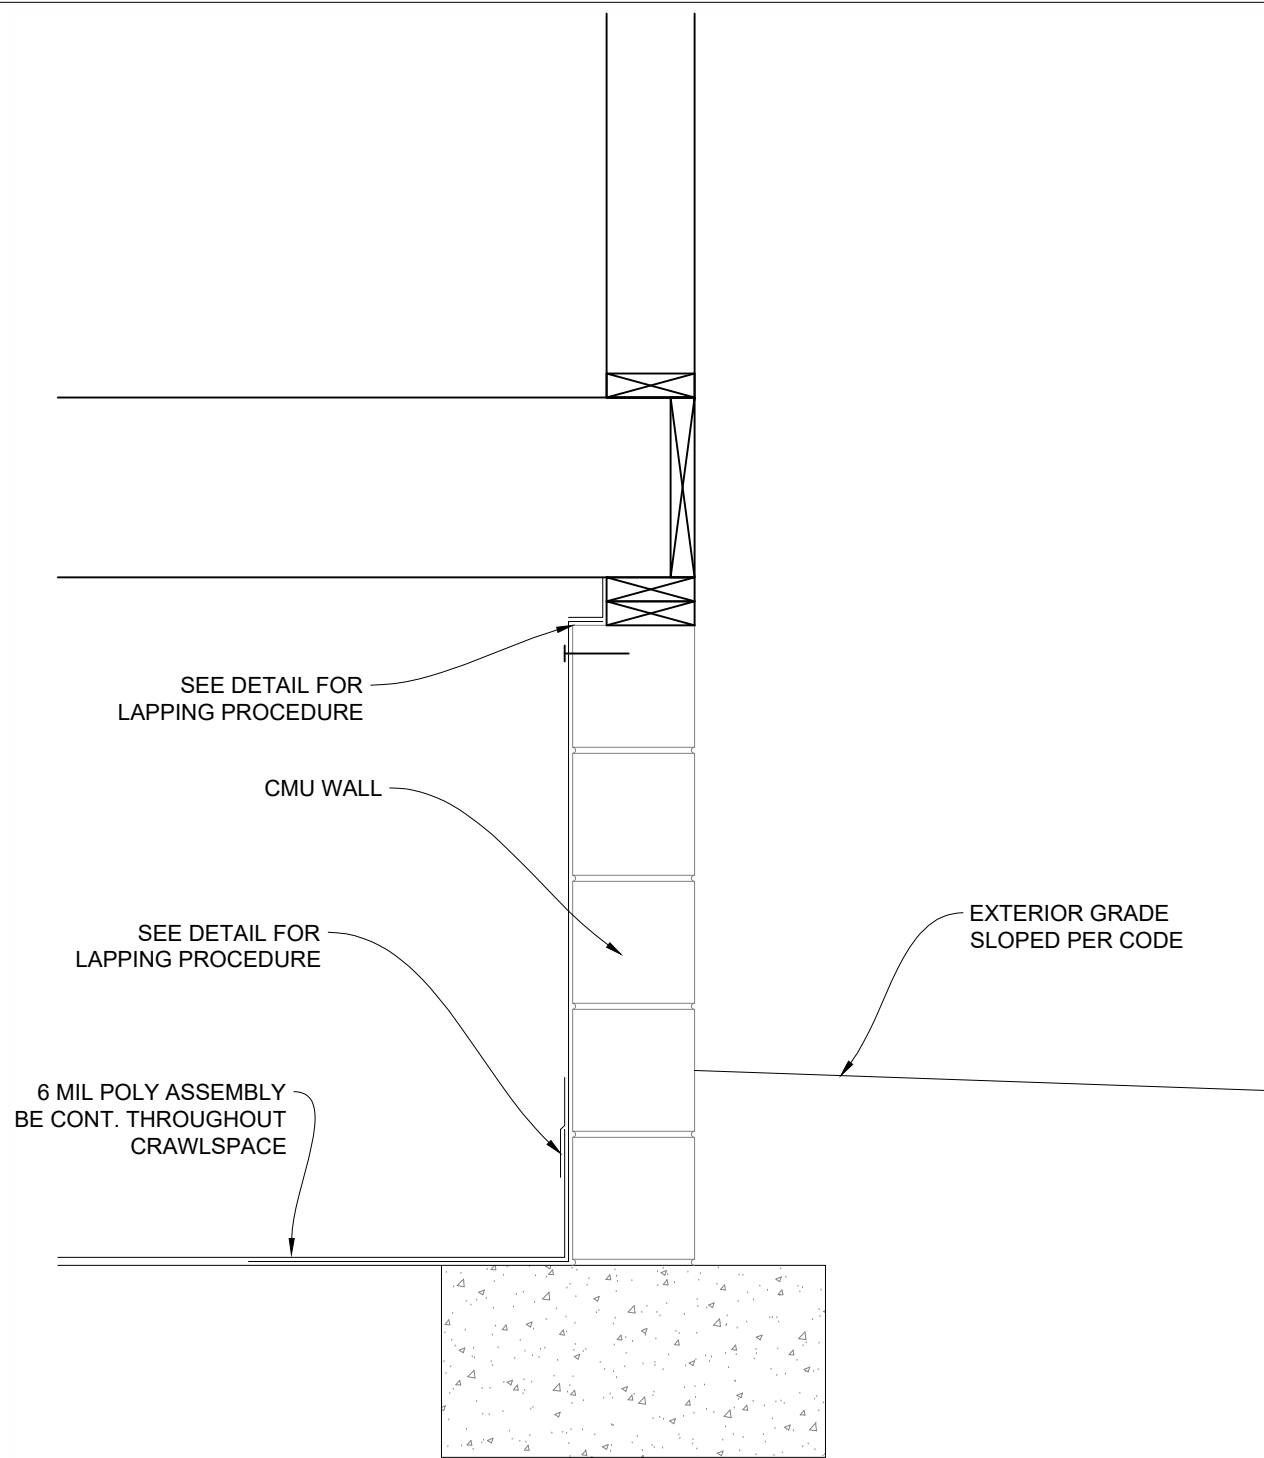 SEE DETAIL FOR
LAPPING PROCEDURE
CMU WALL
SEE DETAIL FOR
LAPPING PROCEDURE
EXTERIOR GRADE
SLOPED PER CODE
6 MIL POLY ASSEMBLY
BE CONT. THROUGHOUT
CRAWLSPACE